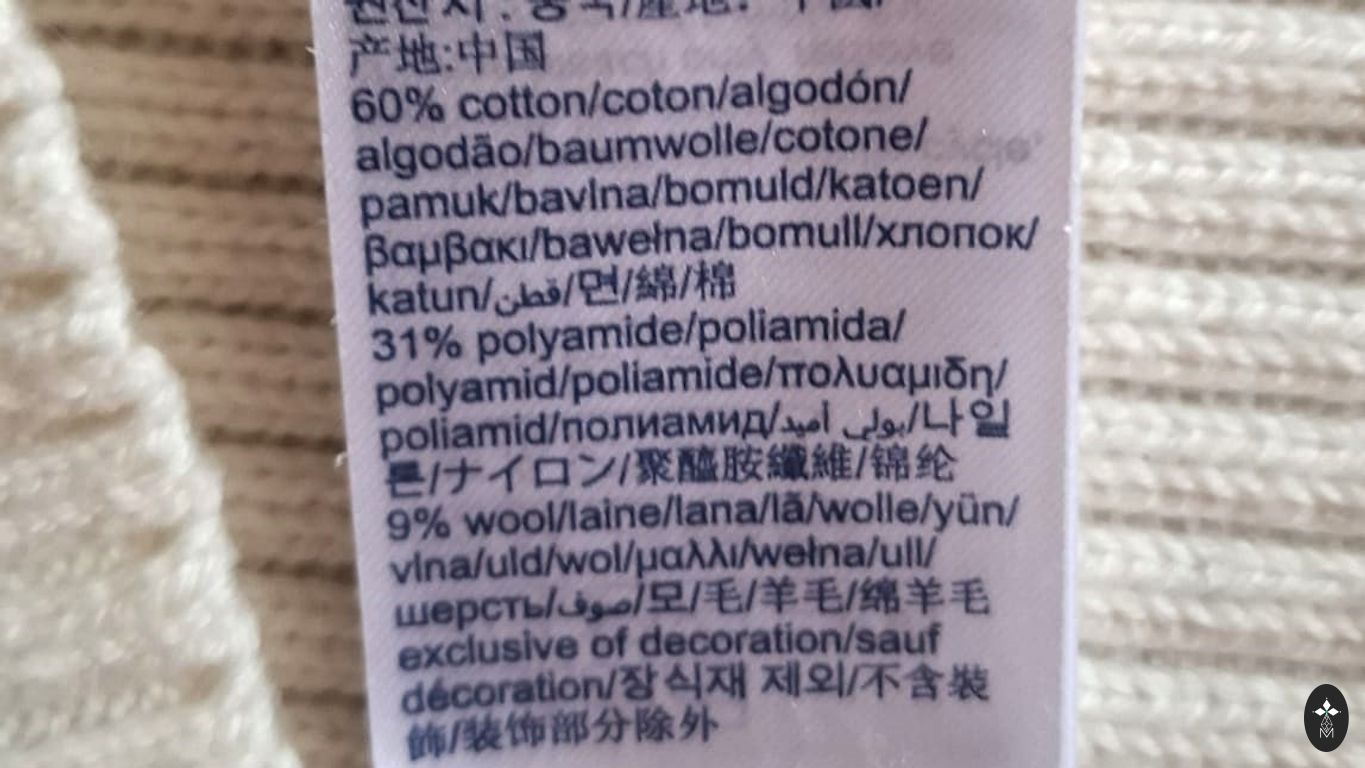 产地:中国
60% cotton/coton/algodón/
algodão/baumwolle/cotone/
pamuk/bavlna/bomuld/katoen/
βαμβακι/bawełna/bomull/хлопок/
katun/قطن/면/綿/棉
31% polyamide/poliamida/
polyamid/poliamide/πολυαμιδη/
poliamid/полиамид/بولي أميد/나일
론/ナイロン/聚醯胺纖維/锦纶
9% wool/laine/lana/lã/wolle/yün/
vlna/uld/wol/μαλλι/wełna/ull/
шерсть/صوف/모/毛/羊毛/绵羊毛
exclusive of decoration/sauf
décoration/장식재 제외/不含裝
飾/装饰部分除外